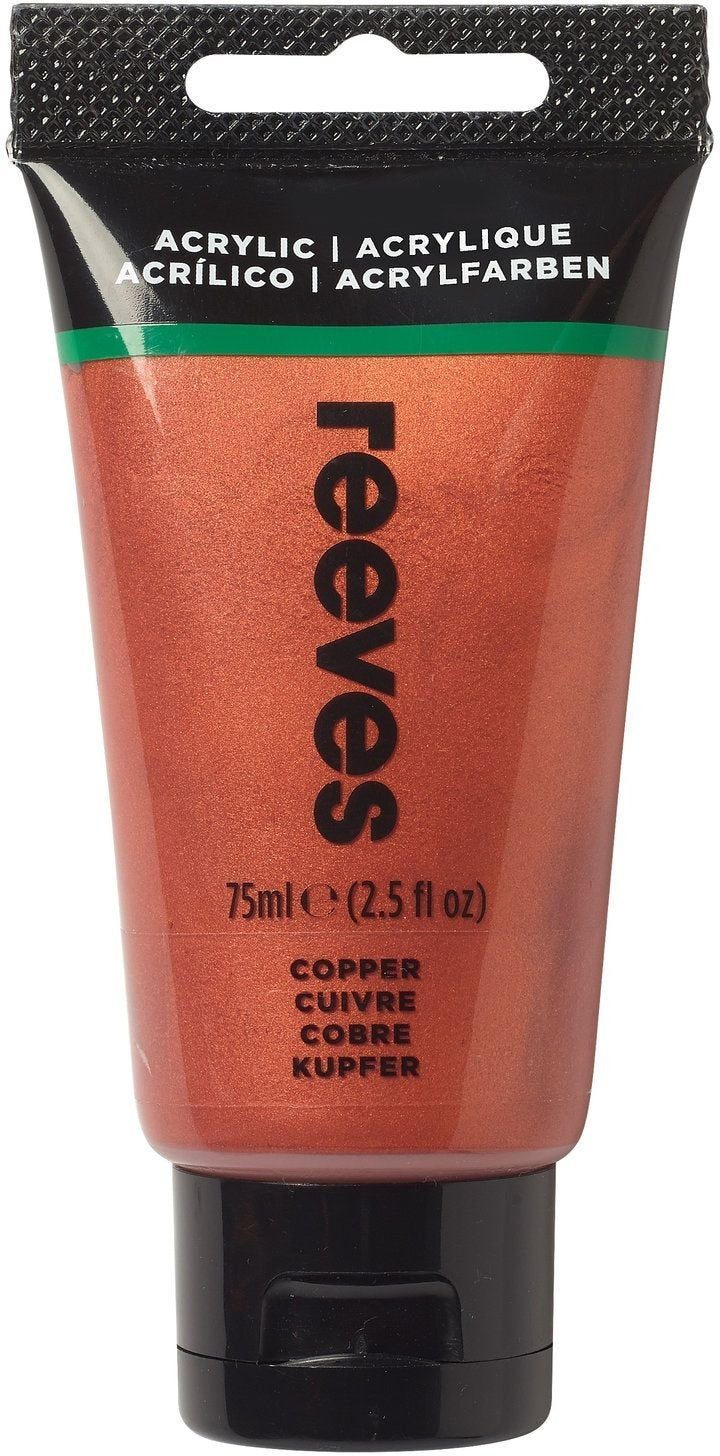 ACRYLIC | ACRYLIQUE
ACRÍLICO | ACRYLFARBEN
reeves
75ml ℮ (2.5 fl oz)
COPPER
CUIVRE
COBRE
KUPFER